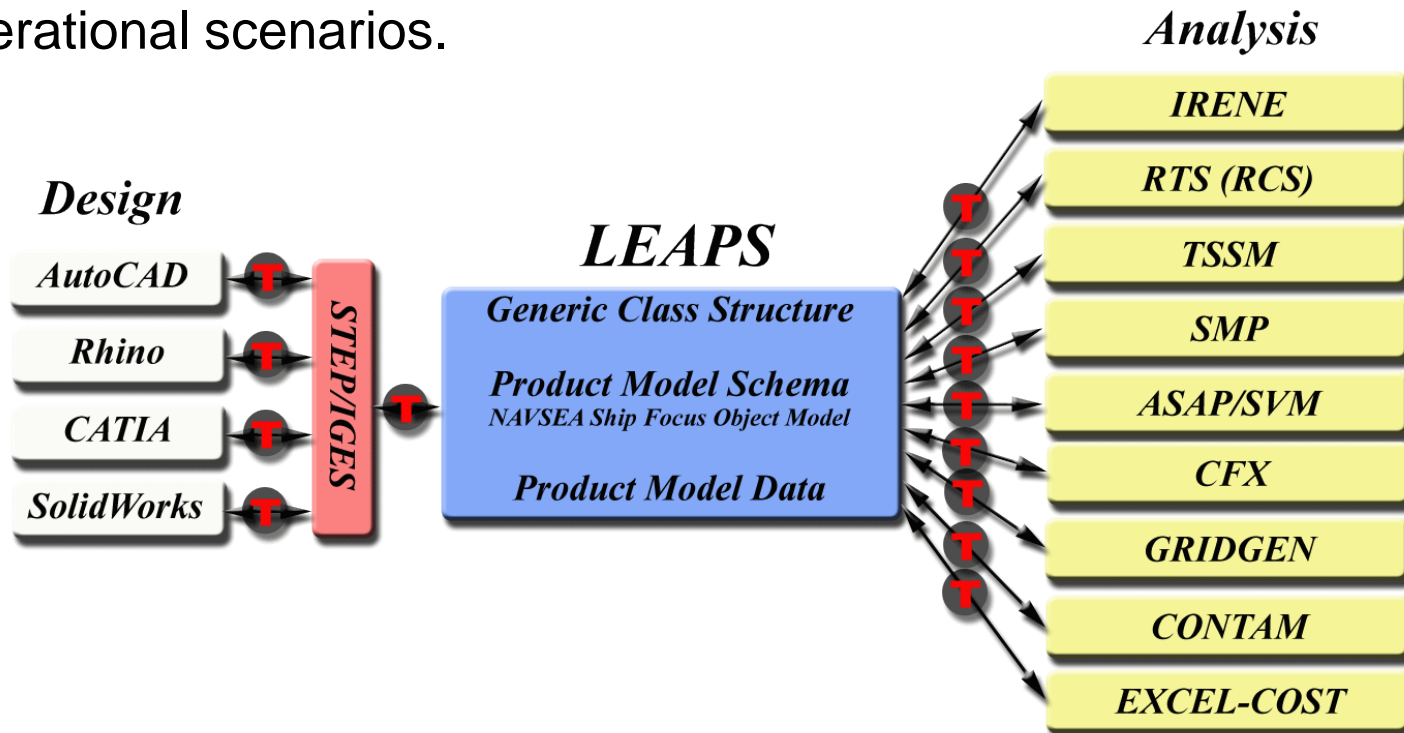 erational scenarios.
Design
AutoCAD
T
Rhino
T
CATIA
T
SolidWorks
T
STEP/IGES
T
LEAPS
Generic Class Structure
Product Model Schema
NAVSEA Ship Focus Object Model
Product Model Data
T
T
T
T
T
T
T
T
T
Analysis
IRENE
RTS (RCS)
TSSM
SMP
ASAP/SVM
CFX
GRIDGEN
CONTAM
EXCEL-COST